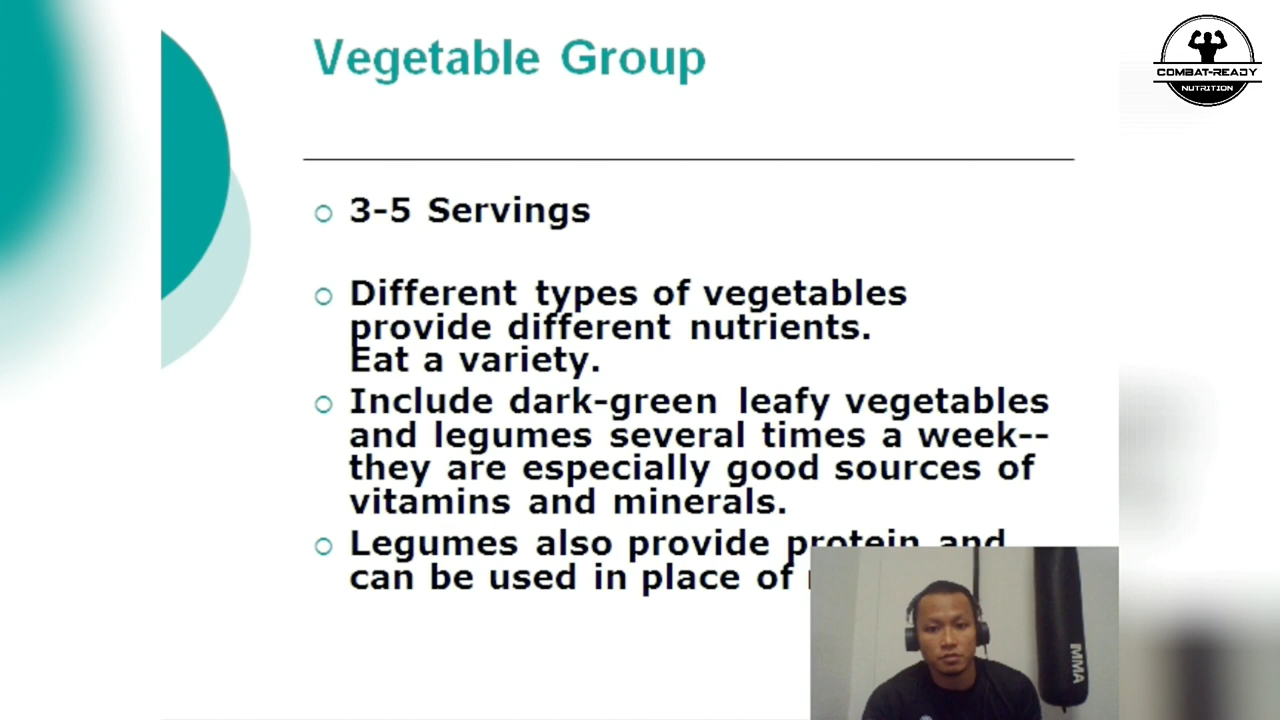 Vegetable Group
COMBAT-READY
NUTRITION
3-5 Servings
Different types of vegetables
provide different nutrients.
Eat a variety.
Include dark-green leafy vegetables
and legumes several times a week--
they are especially good sources of
vitamins and minerals.
Legumes also provide protein and
can be used in place of
MMA